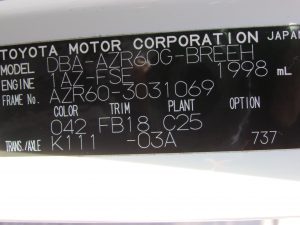 TOYOTA MOTOR CORPORATION JAPAN
MODEL DBA-AZR60G-BREEH
ENGINE 1AZ-FSE 1998 mL
FRAME No. AZR60-3031069
COLOR TRIM PLANT OPTION
042 FB18 C25
TRANS./AXLE K111 -03A 737